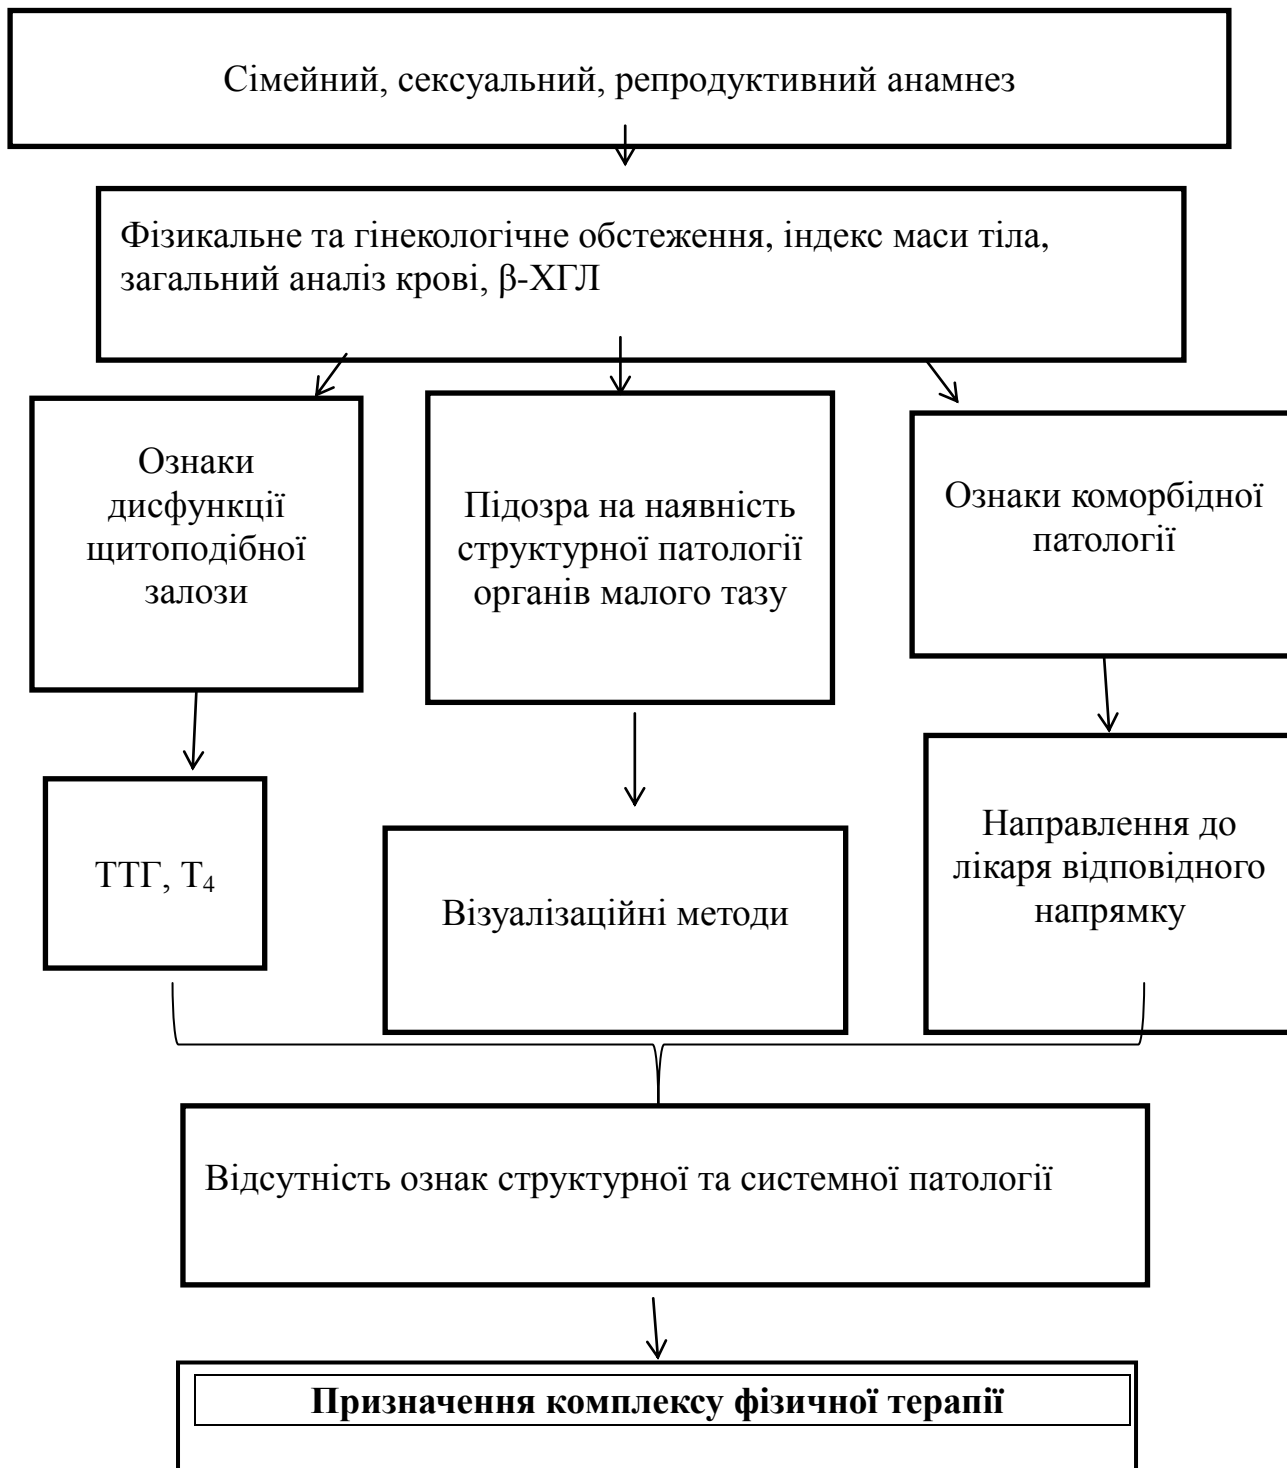 Сімейний, сексуальний, репродуктивний анамнез
Фізикальне та гінекологічне обстеження, індекс маси тіла,
загальний аналіз крові, β-ХГЛ
Ознаки
дисфункції
щитоподібної
залози
Підозра на наявність
структурної патології
органів малого тазу
Ознаки коморбідної
патології
ТТГ, Т₄
Візуалізаційні методи
Направлення до
лікаря відповідного
напрямку
Відсутність ознак структурної та системної патології
Призначення комплексу фізичної терапії